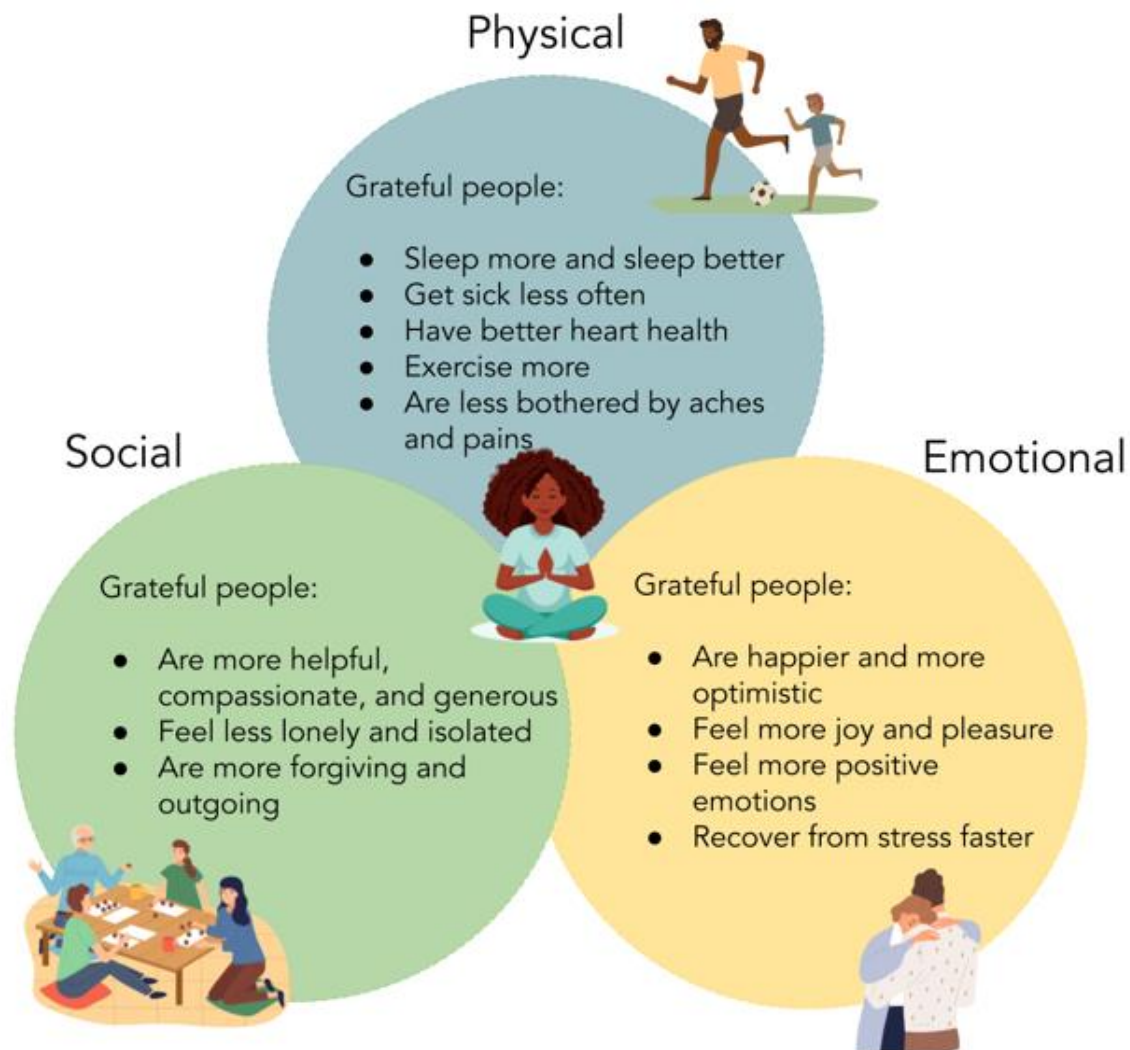 Physical
Grateful people:
● Sleep more and sleep better
● Get sick less often
● Have better heart health
● Exercise more
● Are less bothered by aches
and pains
Social
Grateful people:
● Are more helpful,
compassionate, and generous
● Feel less lonely and isolated
● Are more forgiving and
outgoing
Emotional
Grateful people:
● Are happier and more
optimistic
● Feel more joy and pleasure
● Feel more positive
emotions
● Recover from stress faster